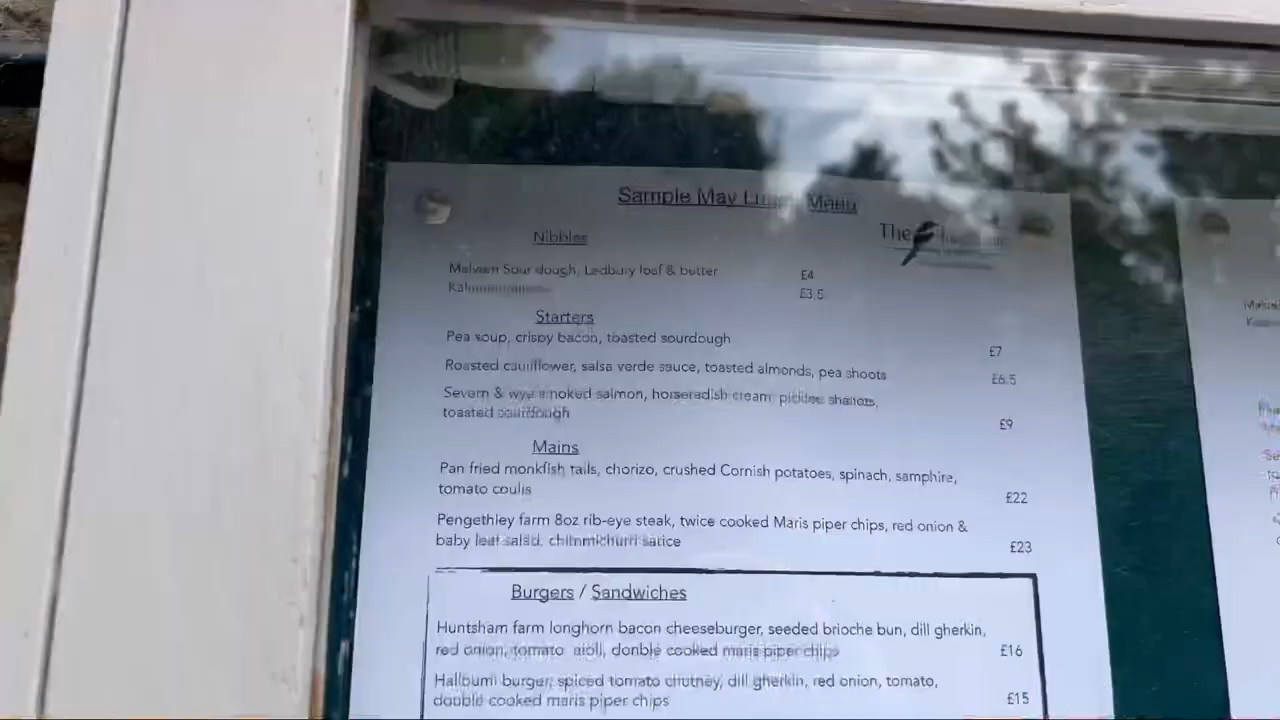 Sample May Menu
The
Nibbles
Malvern Sour dough, Ledbury loaf & butter £4
£3.5
Starters
Pea soup, crispy bacon, toasted sourdough £7
Roasted cauliflower, salsa verde sauce, toasted almonds, pea shoots £6.5
Severn & wye smoked salmon, horseradish cream
toasted sourdough £9
Mains
Pan fried monkfish tails, chorizo, crushed Cornish potatoes, spinach, samphire,
tomato coulis £22
Pengethley farm 8oz rib-eye steak, twice cooked Maris piper chips, red onion &
baby leaf salad, chimmichurri sauce £23
Burgers / Sandwiches
Huntsham farm longhorn bacon cheeseburger, seeded brioche bun, dill gherkin,
red onion, tomato aioli, double cooked maris piper chips £16
Halloumi burger, spiced tomato chutney, dill gherkin, red onion, tomato,
double cooked maris piper chips £15